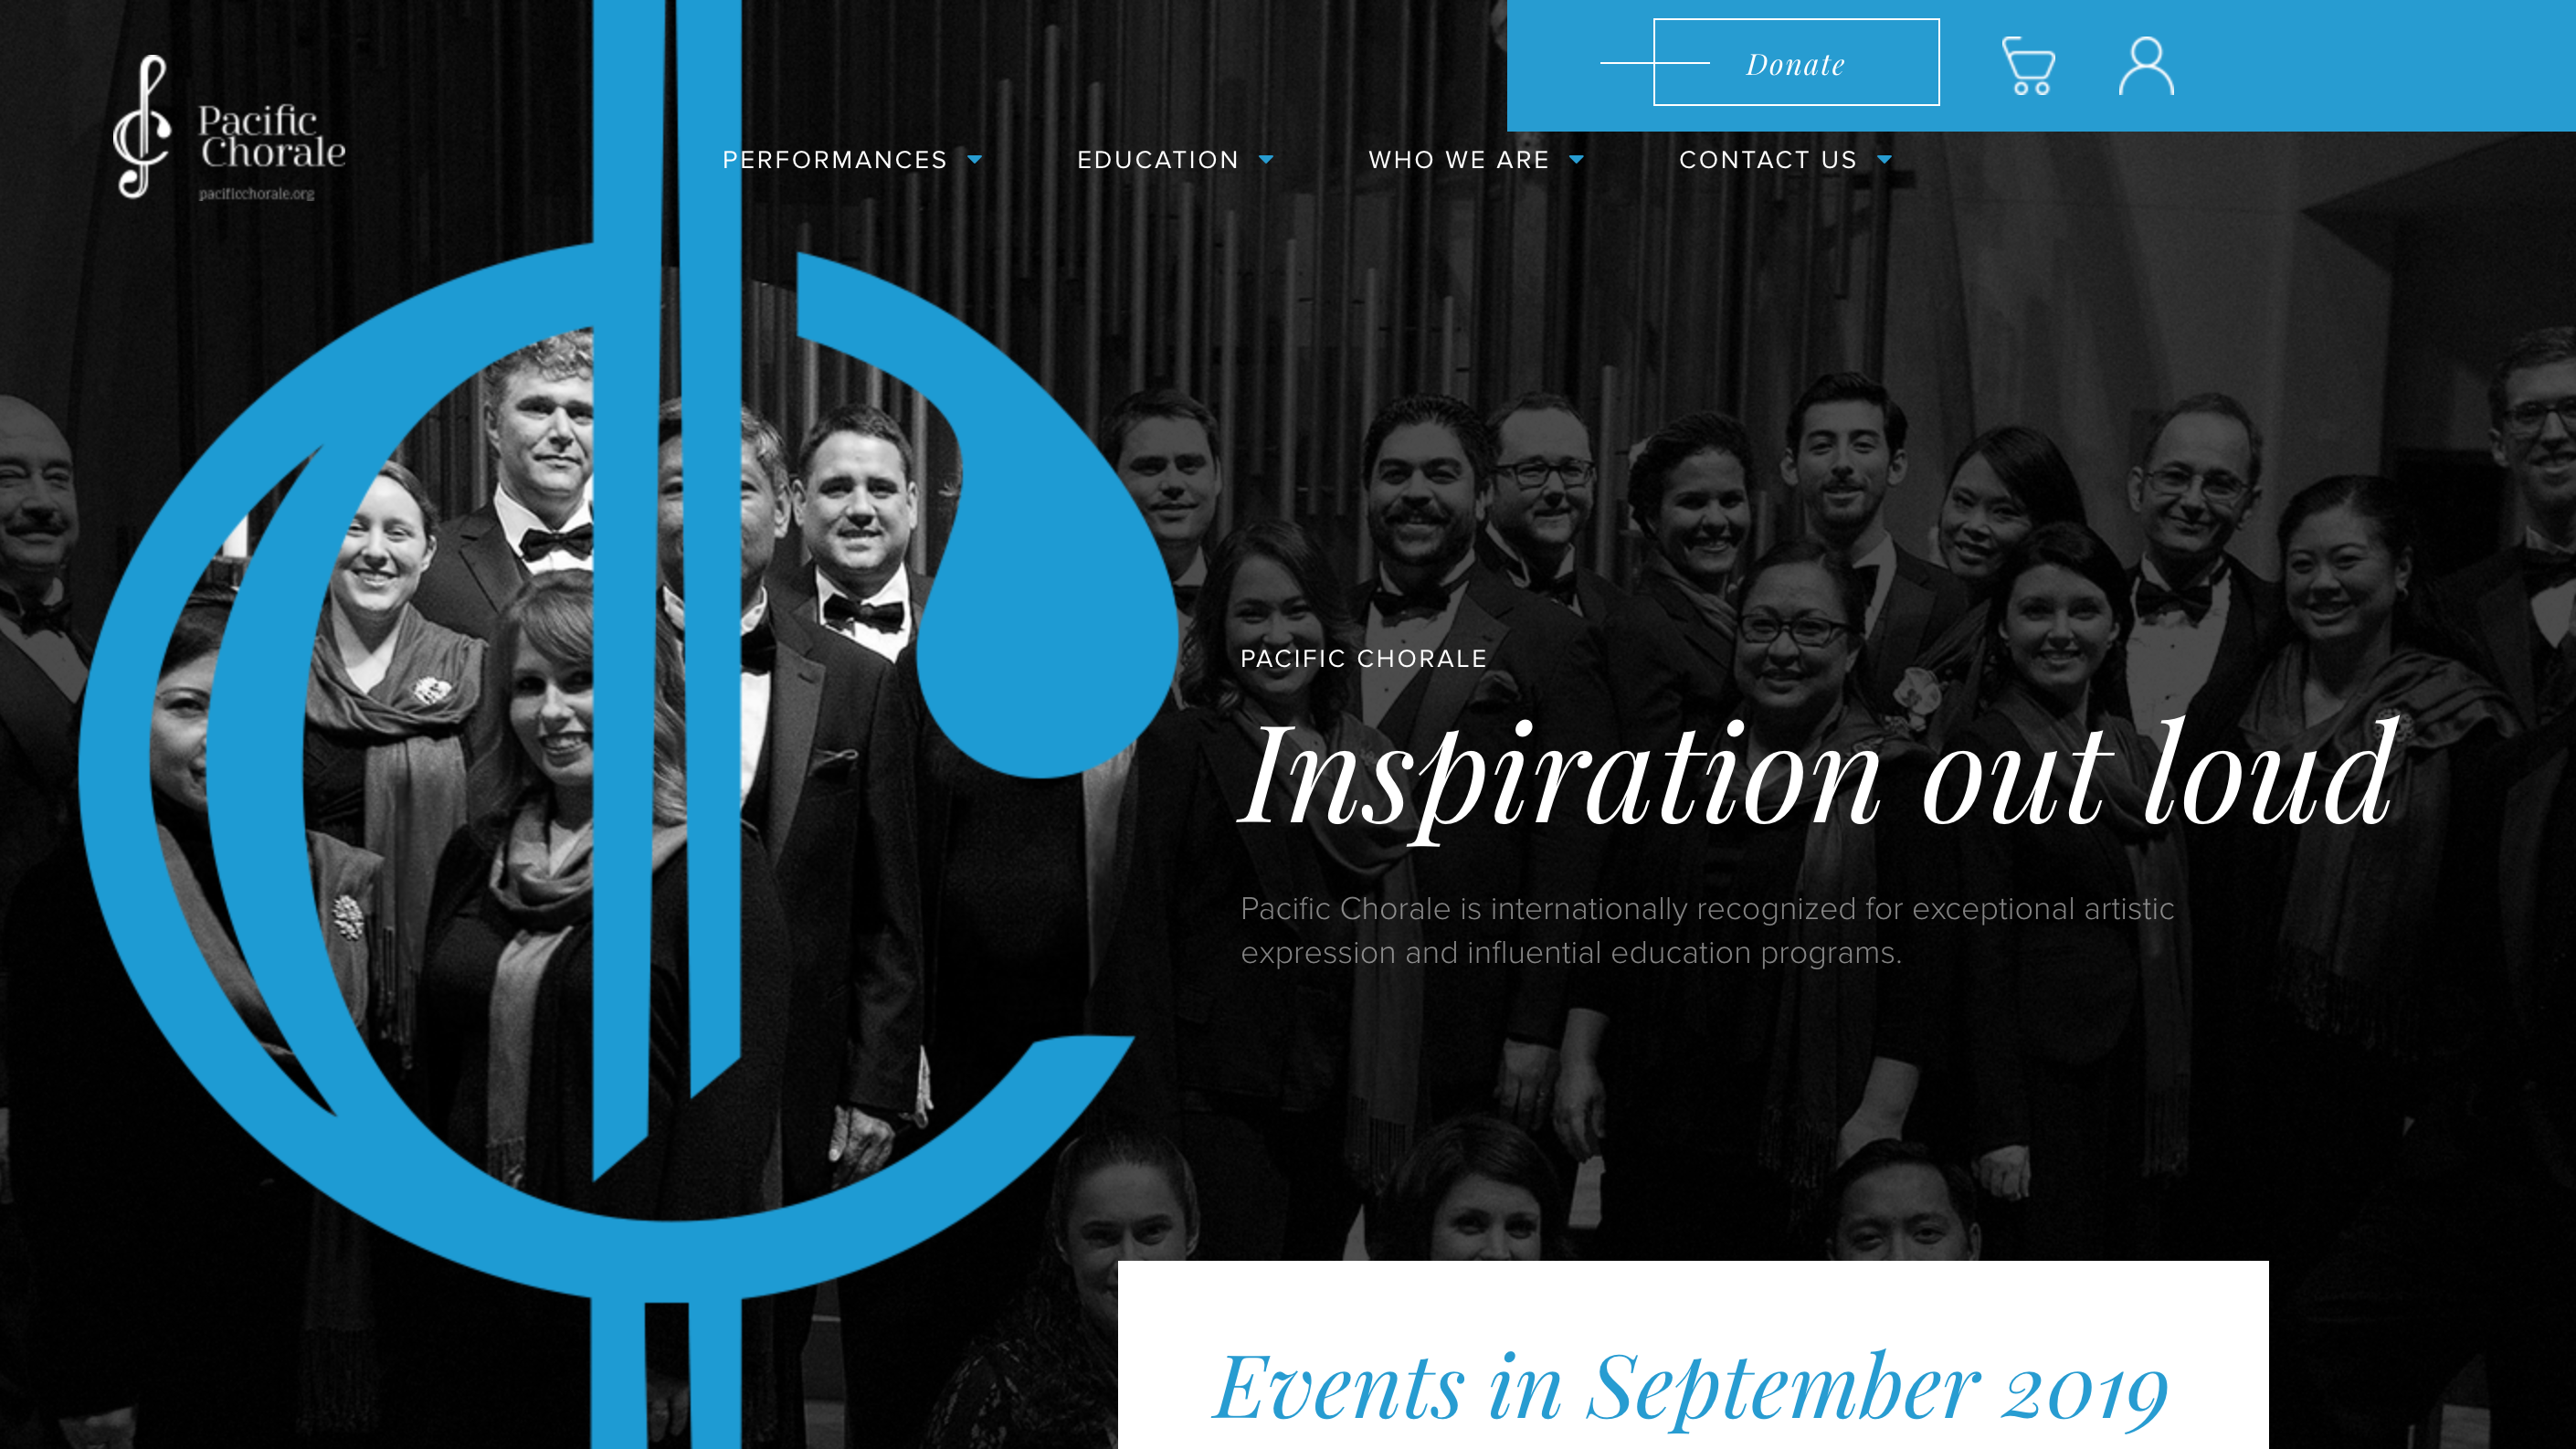 Donate
Pacific
Chorale
pacificchorale.org
PERFORMANCES
EDUCATION
WHO WE ARE
CONTACT US
PACIFIC CHORALE
Inspiration out loud
Pacific Chorale is internationally recognized for exceptional artistic
expression and influential education programs.
Events in September 2019